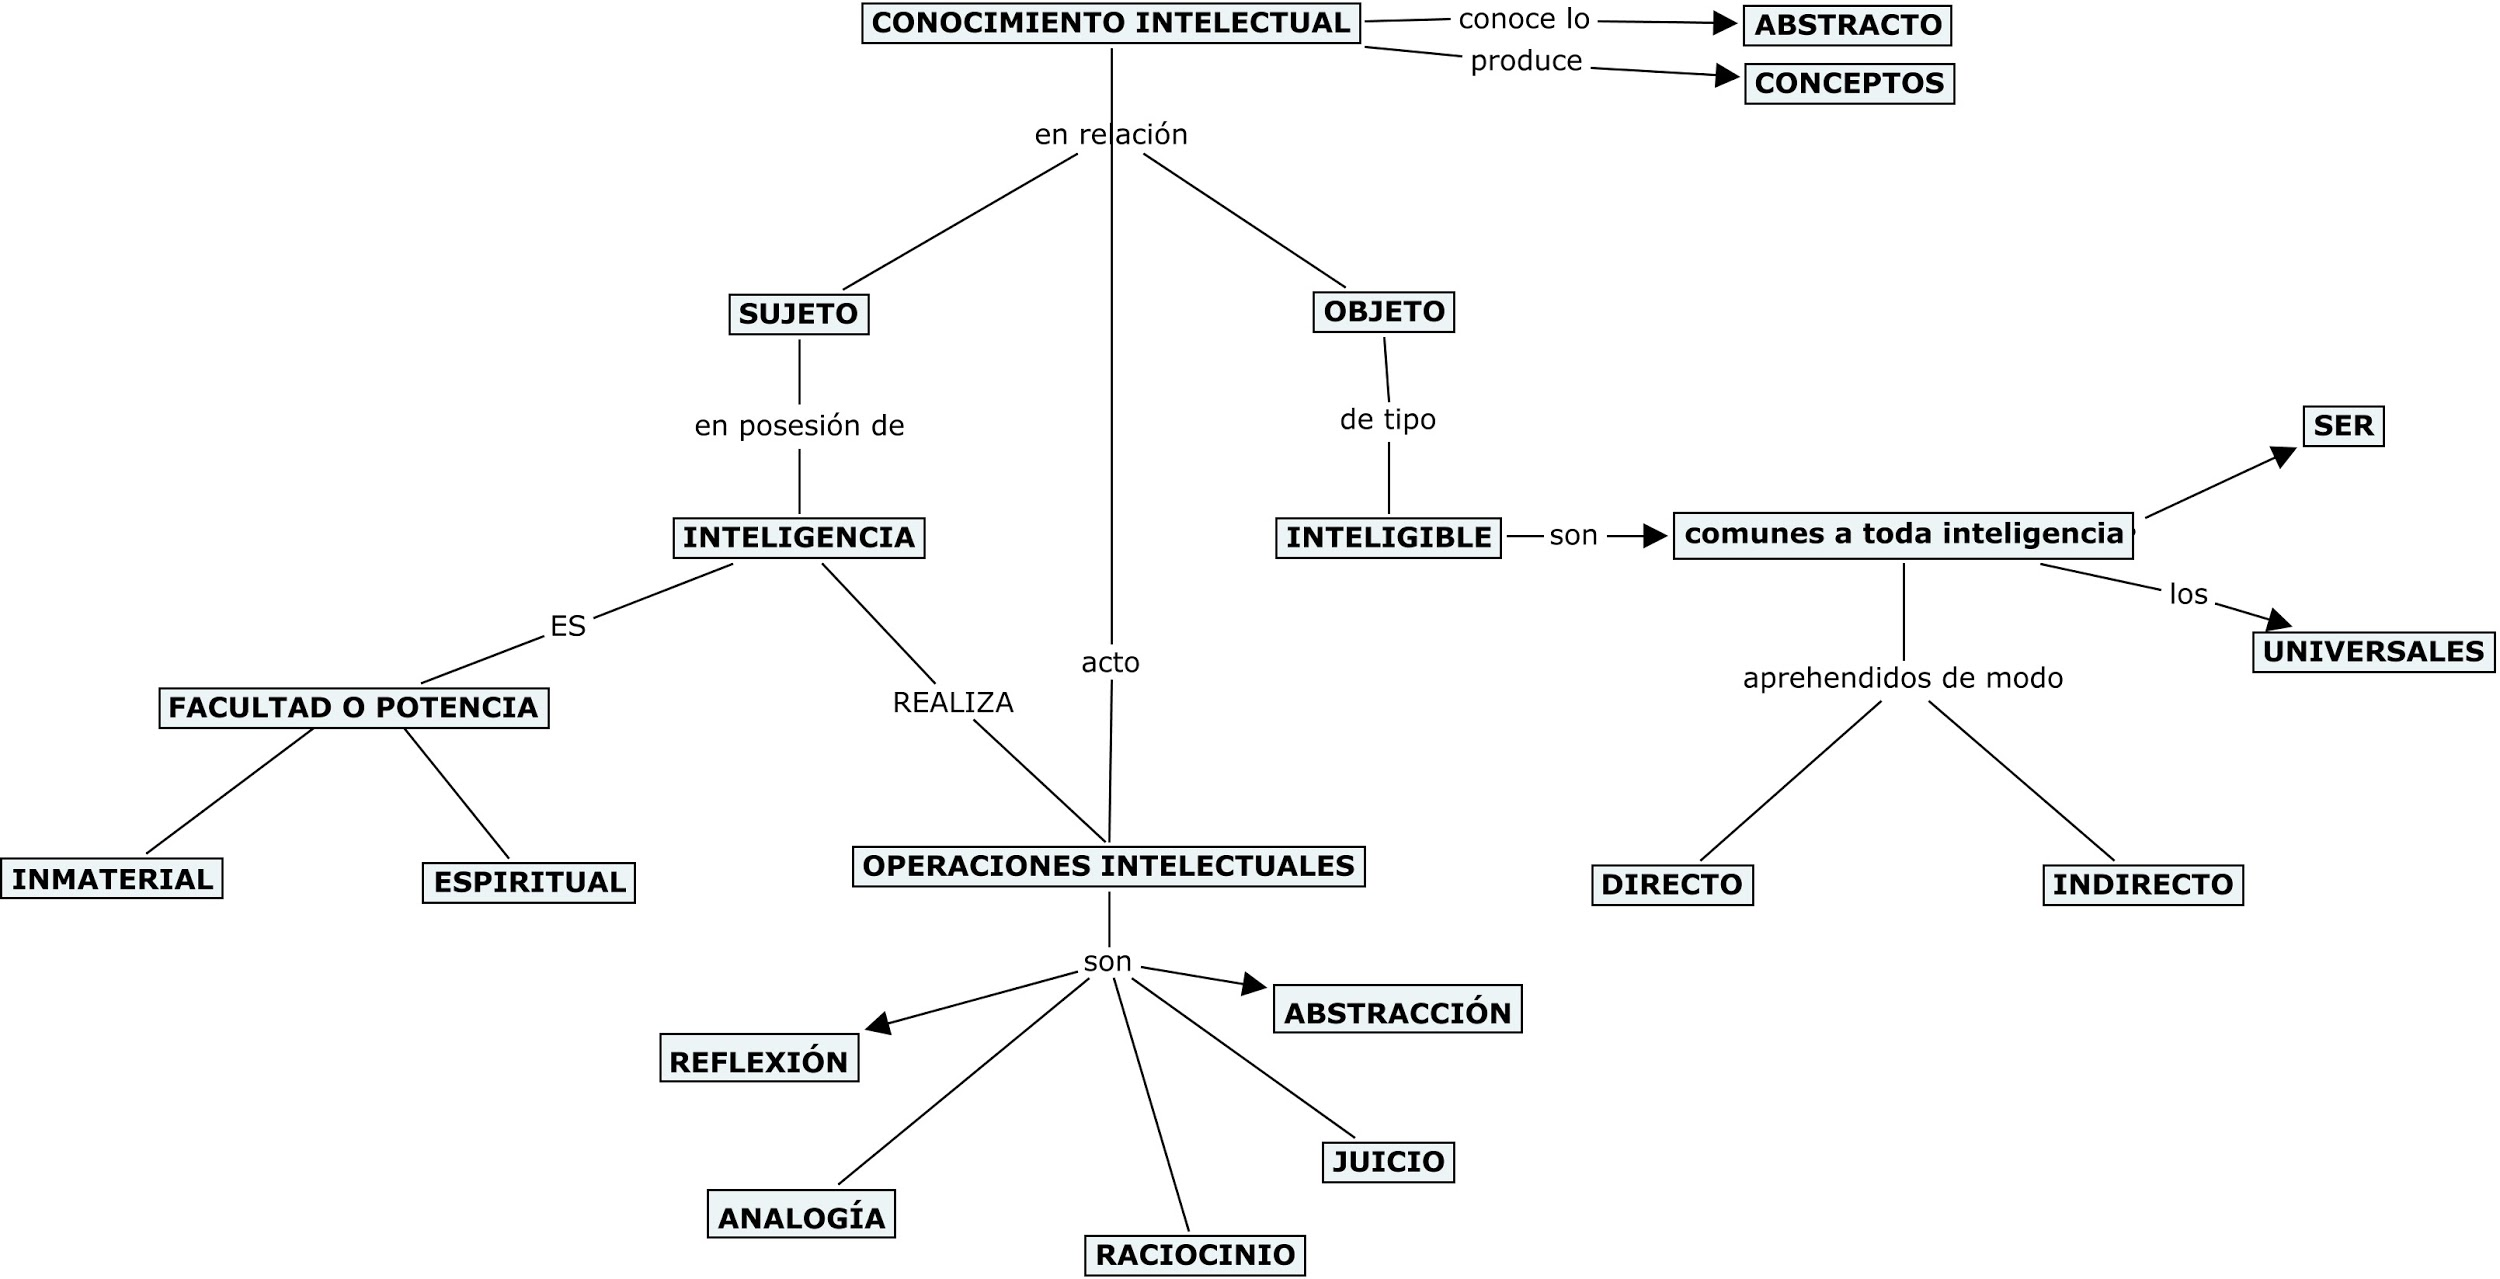 CONOCIMIENTO INTELECTUAL
conoce lo
ABSTRACTO
produce
CONCEPTOS
en relación
SUJETO
OBJETO
en posesión de
de tipo
SER
INTELIGENCIA
INTELIGIBLE
son
comunes a toda inteligencia
los
ES
UNIVERSALES
acto
aprehendidos de modo
REALIZA
FACULTAD O POTENCIA
INMATERIAL
ESPIRITUAL
OPERACIONES INTELECTUALES
DIRECTO
INDIRECTO
son
ABSTRACCIÓN
REFLEXIÓN
JUICIO
ANALOGÍA
RACIOCINIO